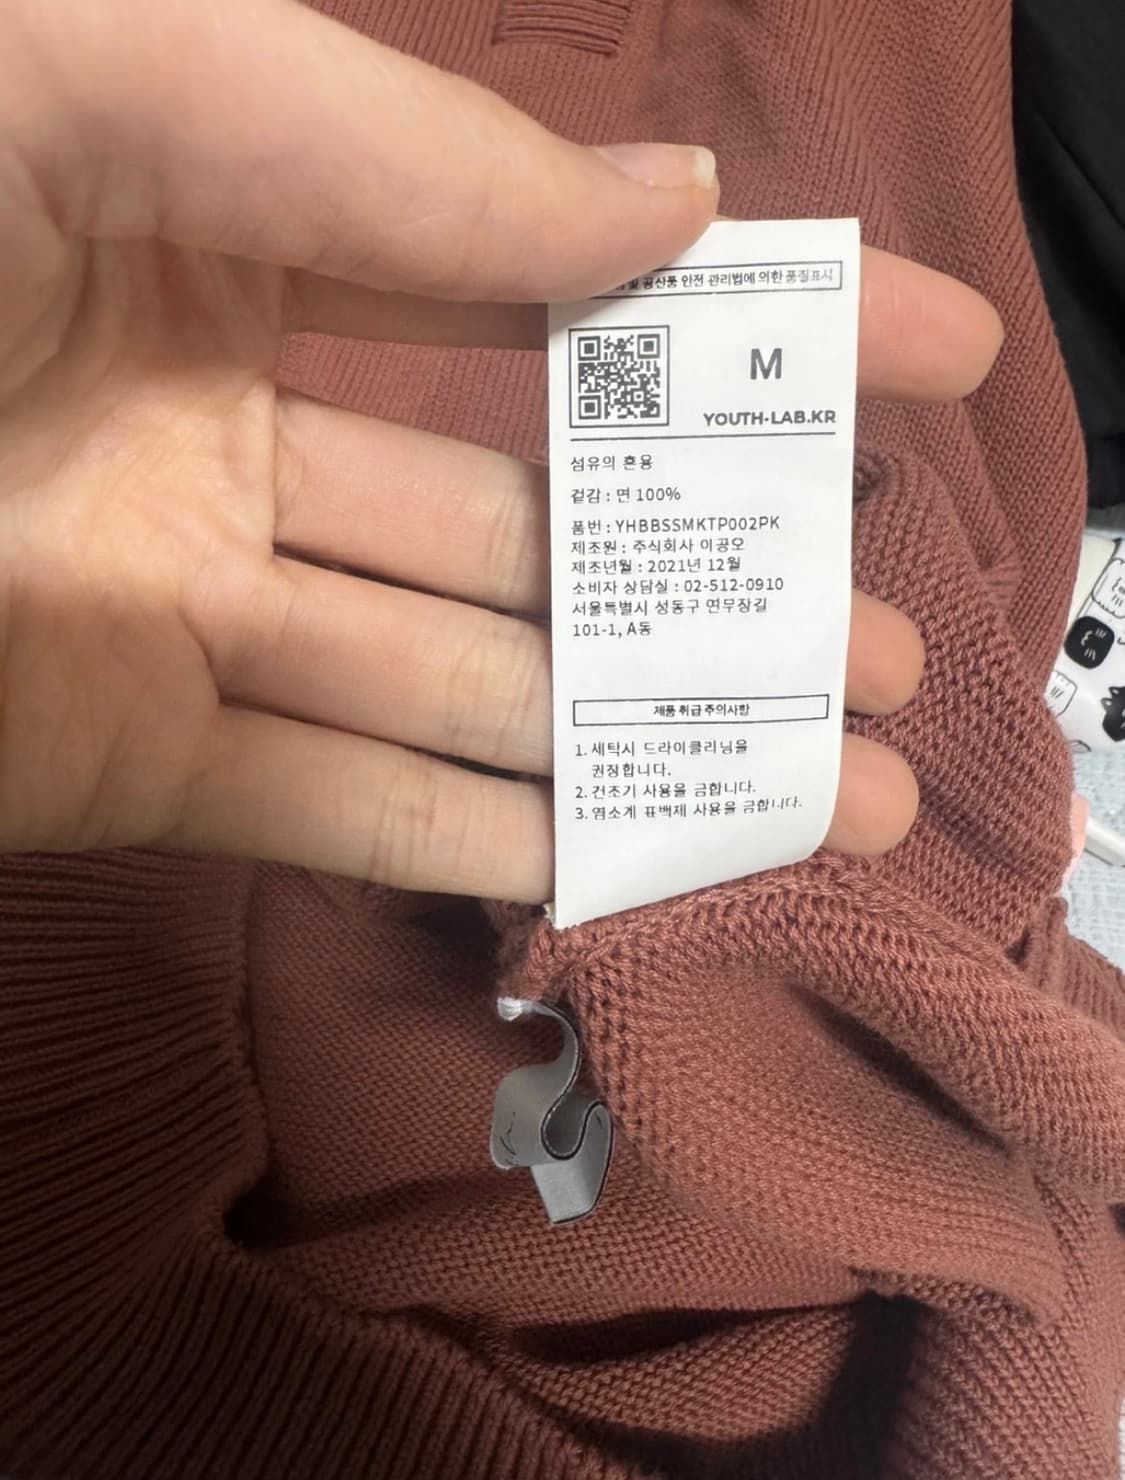 및 공산품 안전 관리법에 의한 품질표시
M
YOUTH-LAB.KR
섬유의 혼용
겉감 : 면 100%
품번 : YHBBSSMKTP002PK
제조원 : 주식회사 이공오
제조년월 : 2021년 12월
소비자 상담실 : 02-512-0910
서울특별시 성동구 연무장길
101-1, A동
제품 취급 주의사항
1. 세탁시 드라이클리닝을
권장합니다.
2. 건조기 사용을 금합니다.
3. 염소계 표백제 사용을 금합니다.